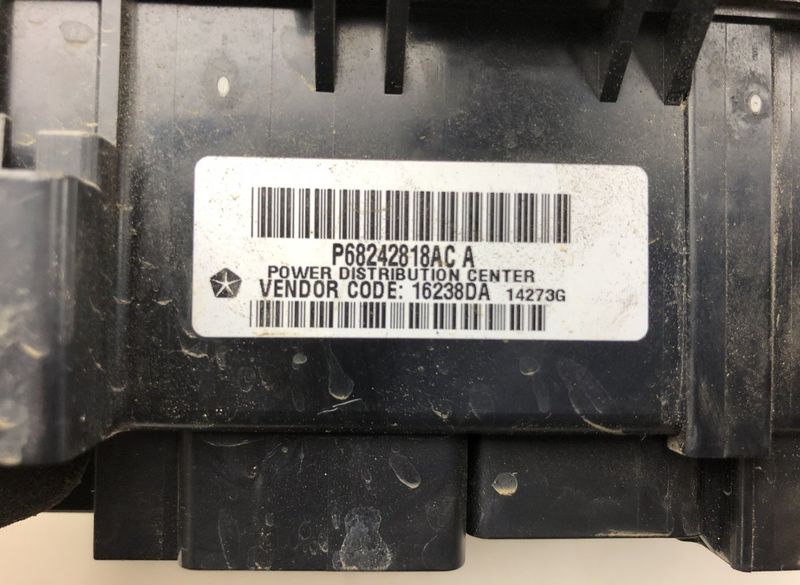 P68242818AC A
POWER DISTRIBUTION CENTER
VENDOR CODE: 16238DA 14273G